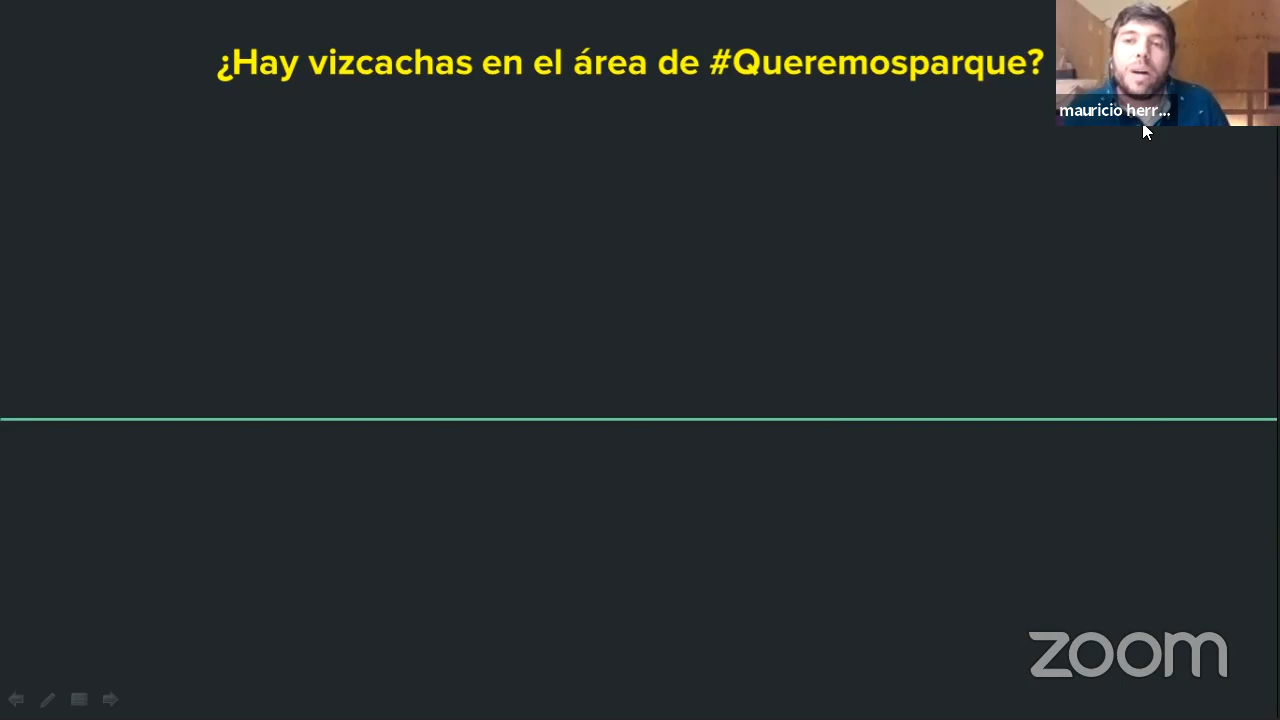 ¿Hay vizcachas en el área de #Queremosparque?
mauricio herr...
zoom